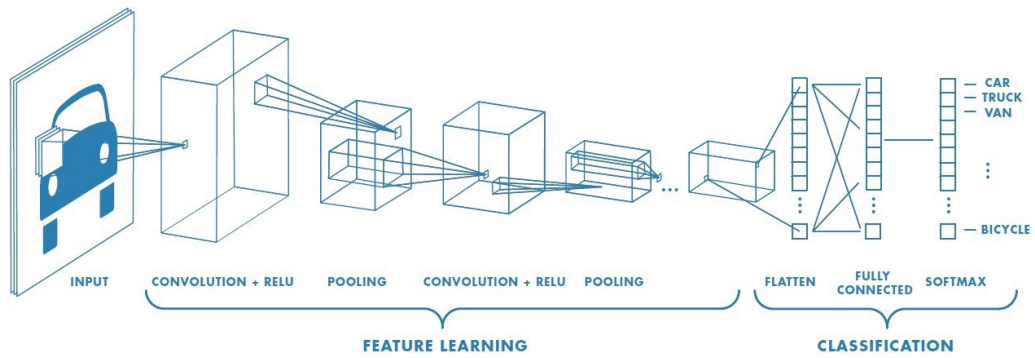 CAR
TRUCK
VAN
BICYCLE
INPUT
CONVOLUTION + RELU
POOLING
CONVOLUTION + RELU
POOLING
FLATTEN
FULLY
CONNECTED
SOFTMAX
FEATURE LEARNING
CLASSIFICATION